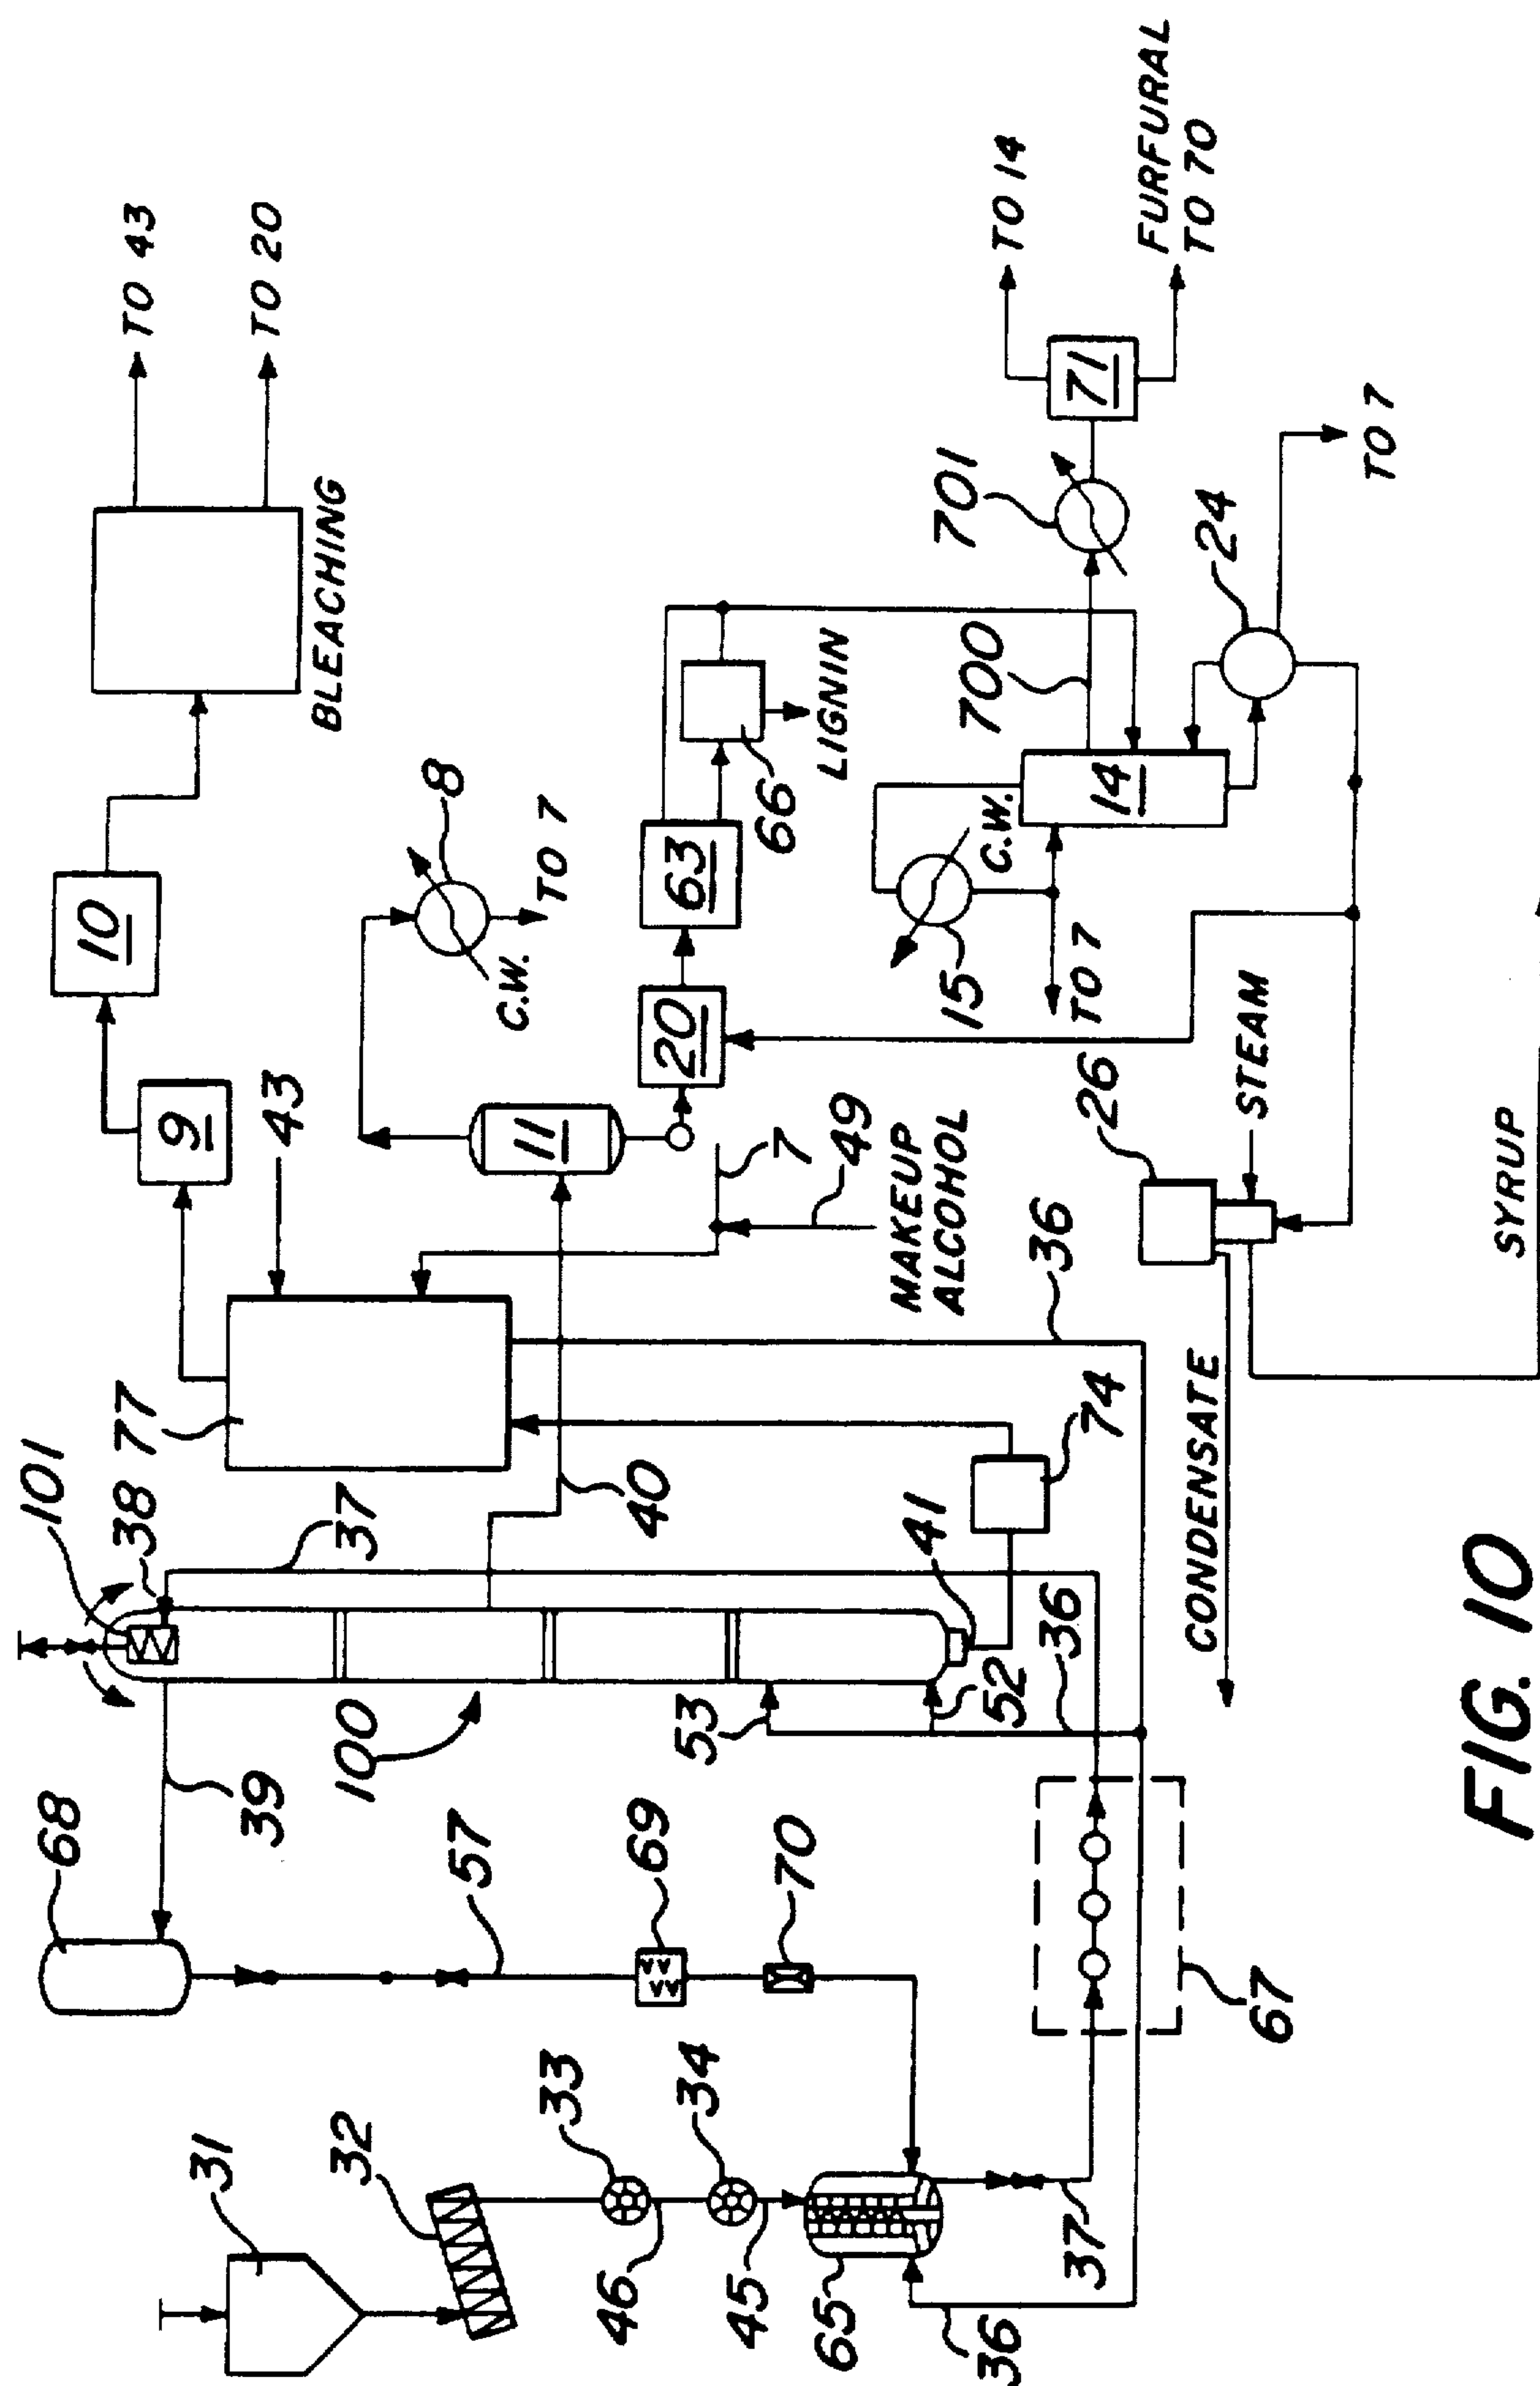 31
32
33
46
34
45
65
36
37
68
39
57
69
70
67
101
38
77
37
100
53
52
41
36
40
74
36
43
9
10
BLEACHING
TO 43
TO 20
11
8
C.W.
TO 7
7
49
MAKEUP
ALCOHOL
20
63
66
LIGNIN
15
C.W.
TO 7
14
700
701
71
TO 14
FURFURAL
TO 70
24
TO 7
26
STEAM
CONDENSATE
SYRUP
FIG. 10